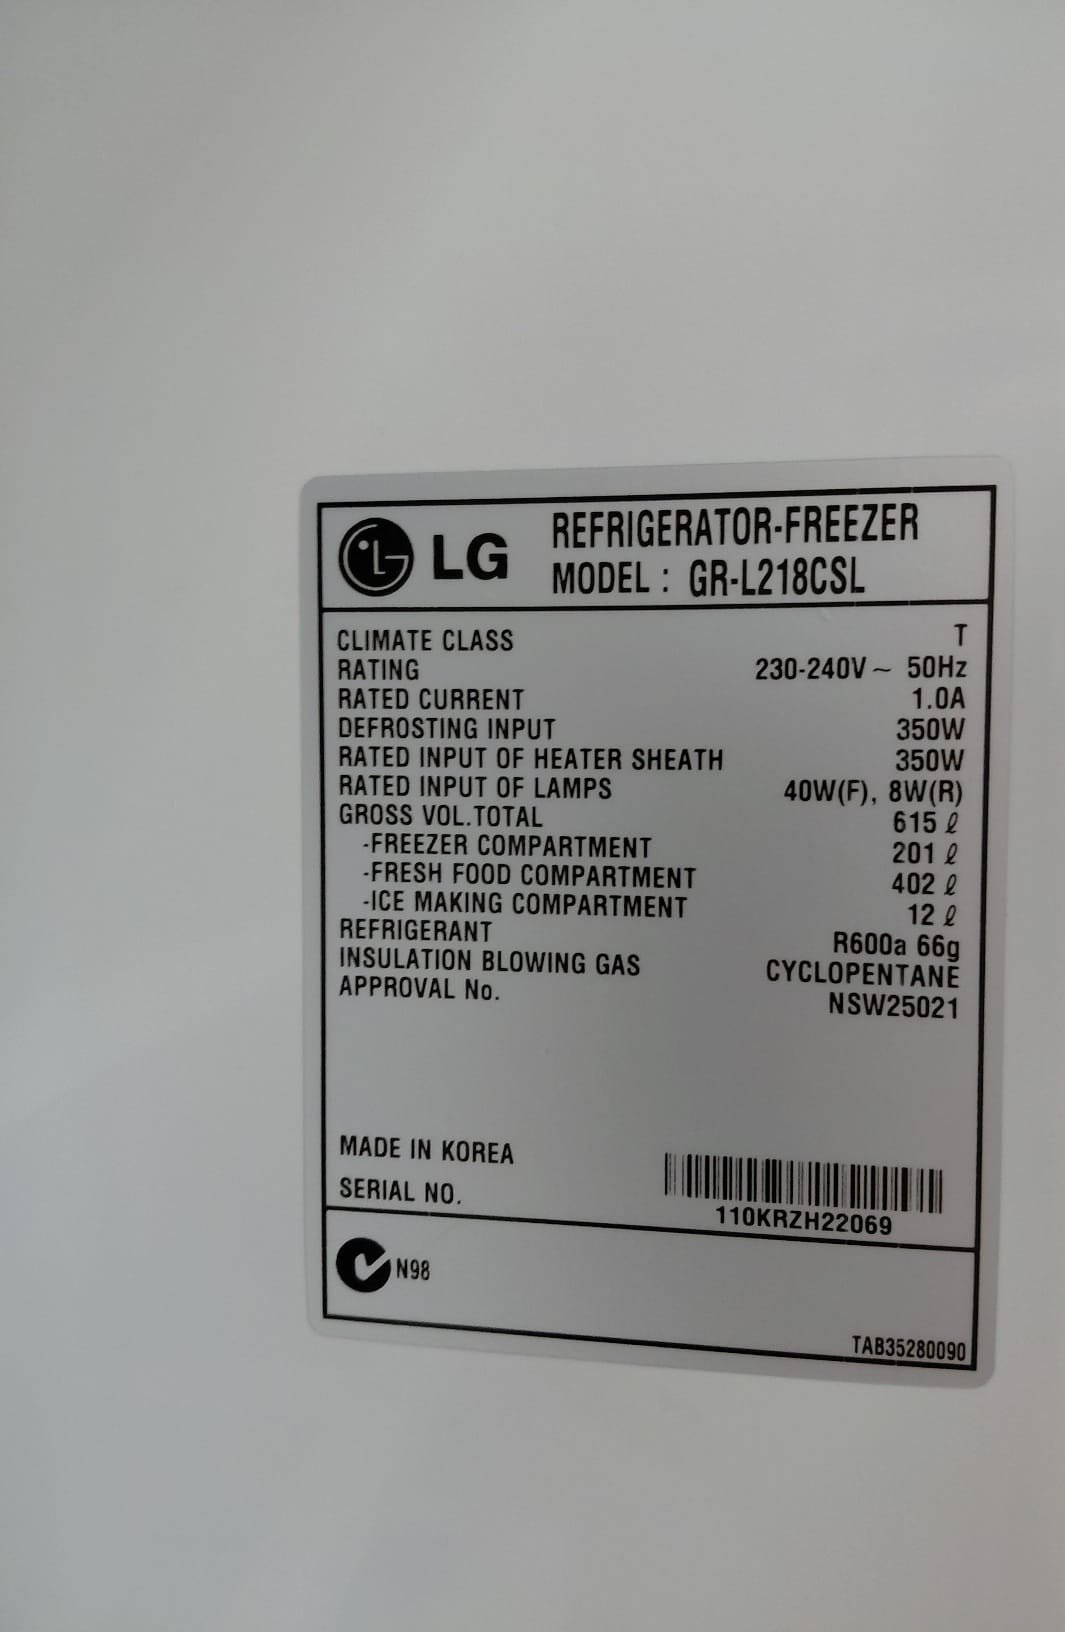 LG
REFRIGERATOR-FREEZER
MODEL : GR-L218CSL
CLIMATE CLASS T
RATING 230-240V ~ 50Hz
RATED CURRENT 1.0A
DEFROSTING INPUT 350W
RATED INPUT OF HEATER SHEATH 350W
RATED INPUT OF LAMPS 40W(F), 8W(R)
GROSS VOL.TOTAL 615 ℓ
-FREEZER COMPARTMENT 201 ℓ
-FRESH FOOD COMPARTMENT 402 ℓ
-ICE MAKING COMPARTMENT 12 ℓ
REFRIGERANT R600a 66g
INSULATION BLOWING GAS CYCLOPENTANE
APPROVAL No. NSW25021
MADE IN KOREA
SERIAL NO. 110KRZH22069
N98
TAB35280090